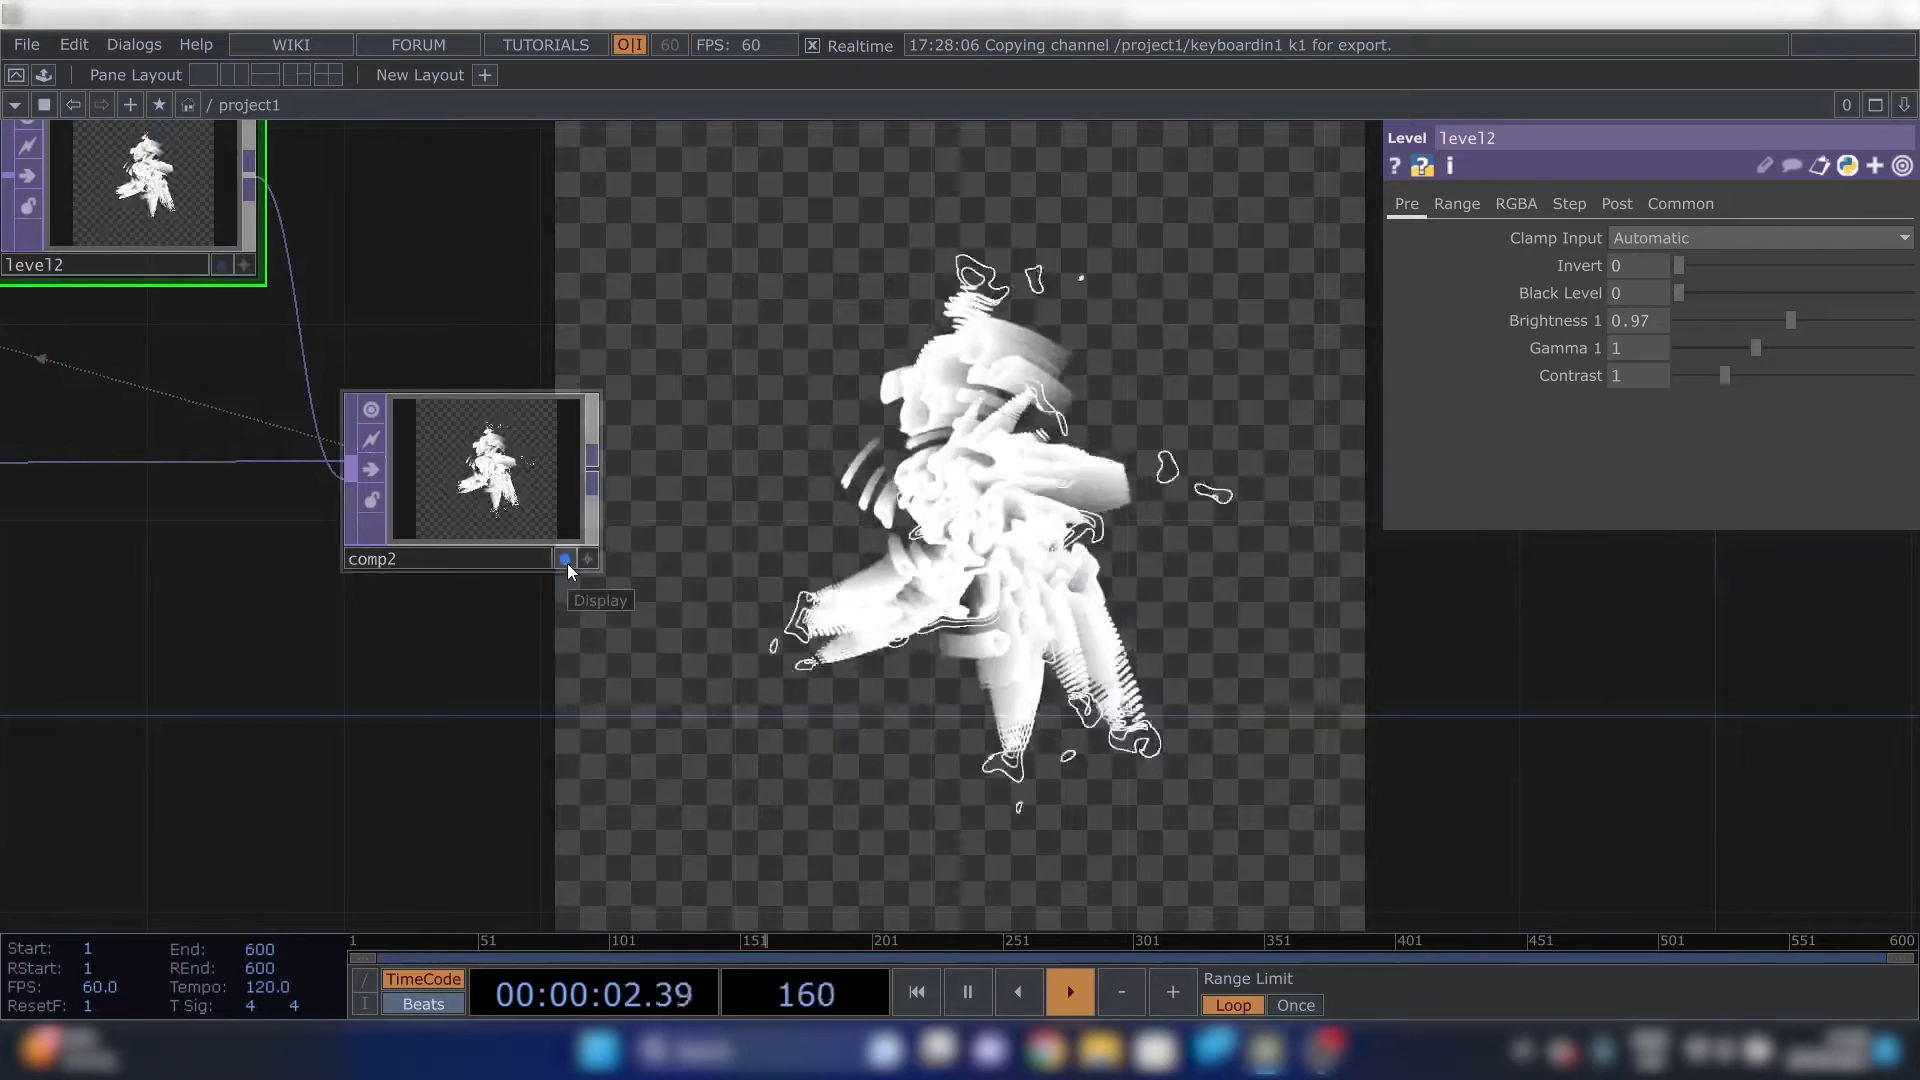 File Edit Dialogs Help WIKI FORUM TUTORIALS O|I 60 FPS: 60 Realtime 17:28:06 Copying channel /project1/keyboardin1 k1 for export.
Pane Layout New Layout +
/ project1 0
Level level2
? ? i
Pre Range RGBA Step Post Common
Clamp Input Automatic
Invert 0
Black Level 0
Brightness 1 0.97
Gamma 1 1
Contrast 1
level2
comp2
Display
1 51 101 151 201 251 301 351 401 451 501 551 600
Start: 1 End: 600
RStart: 1 REnd: 600
FPS: 60.0 Tempo: 120.0
ResetF: 1 T Sig: 4 4
/ TimeCode
I Beats
00:00:02.39 160 - +
Range Limit
Loop Once